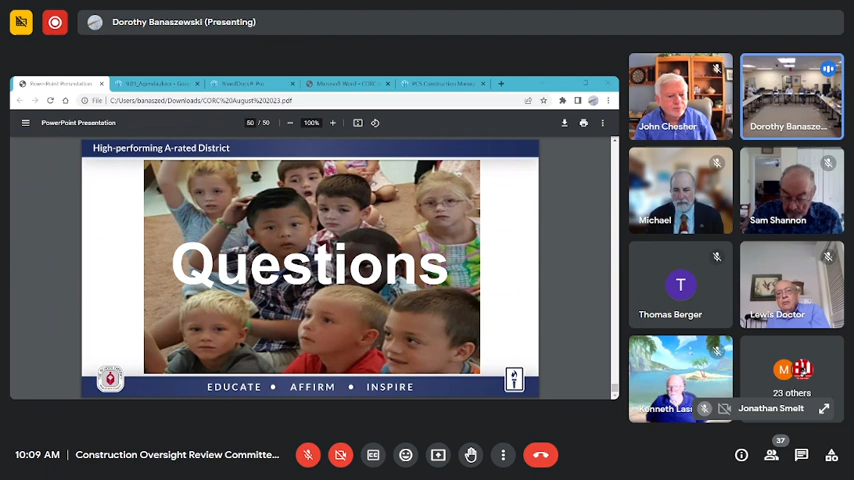 Dorothy Banaszewski (Presenting)
PowerPoint Presentation
File
C:/Users/banaszed/Downloads/CORC%20August%202023.pdf
PowerPoint Presentation
50 / 50
100%
High-performing A-rated District
Questions
EDUCATE • AFFIRM • INSPIRE
John Chesher
Dorothy Banasze...
Michael
Sam Shannon
T
Thomas Berger
Lewis Doctor
Kenneth Lass
M
23 others
Jonathan Smelt
10:09 AM
Construction Oversight Review Committe...
37